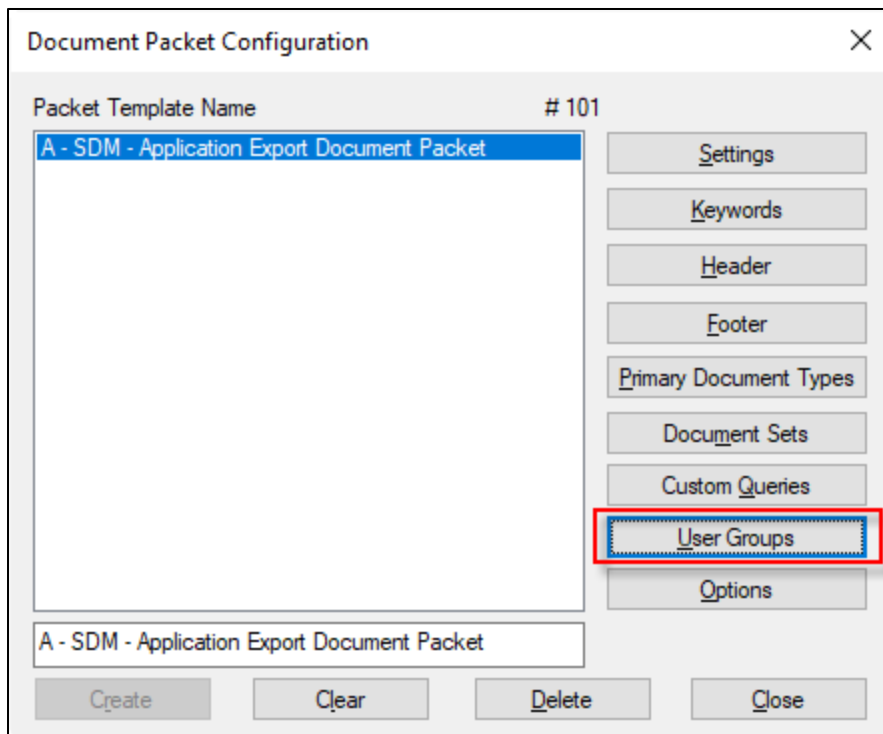 Document Packet Configuration
Packet Template Name # 101
A - SDM - Application Export Document Packet
Settings
Keywords
Header
Footer
Primary Document Types
Document Sets
Custom Queries
User Groups
Options
A - SDM - Application Export Document Packet
Create Clear Delete Close